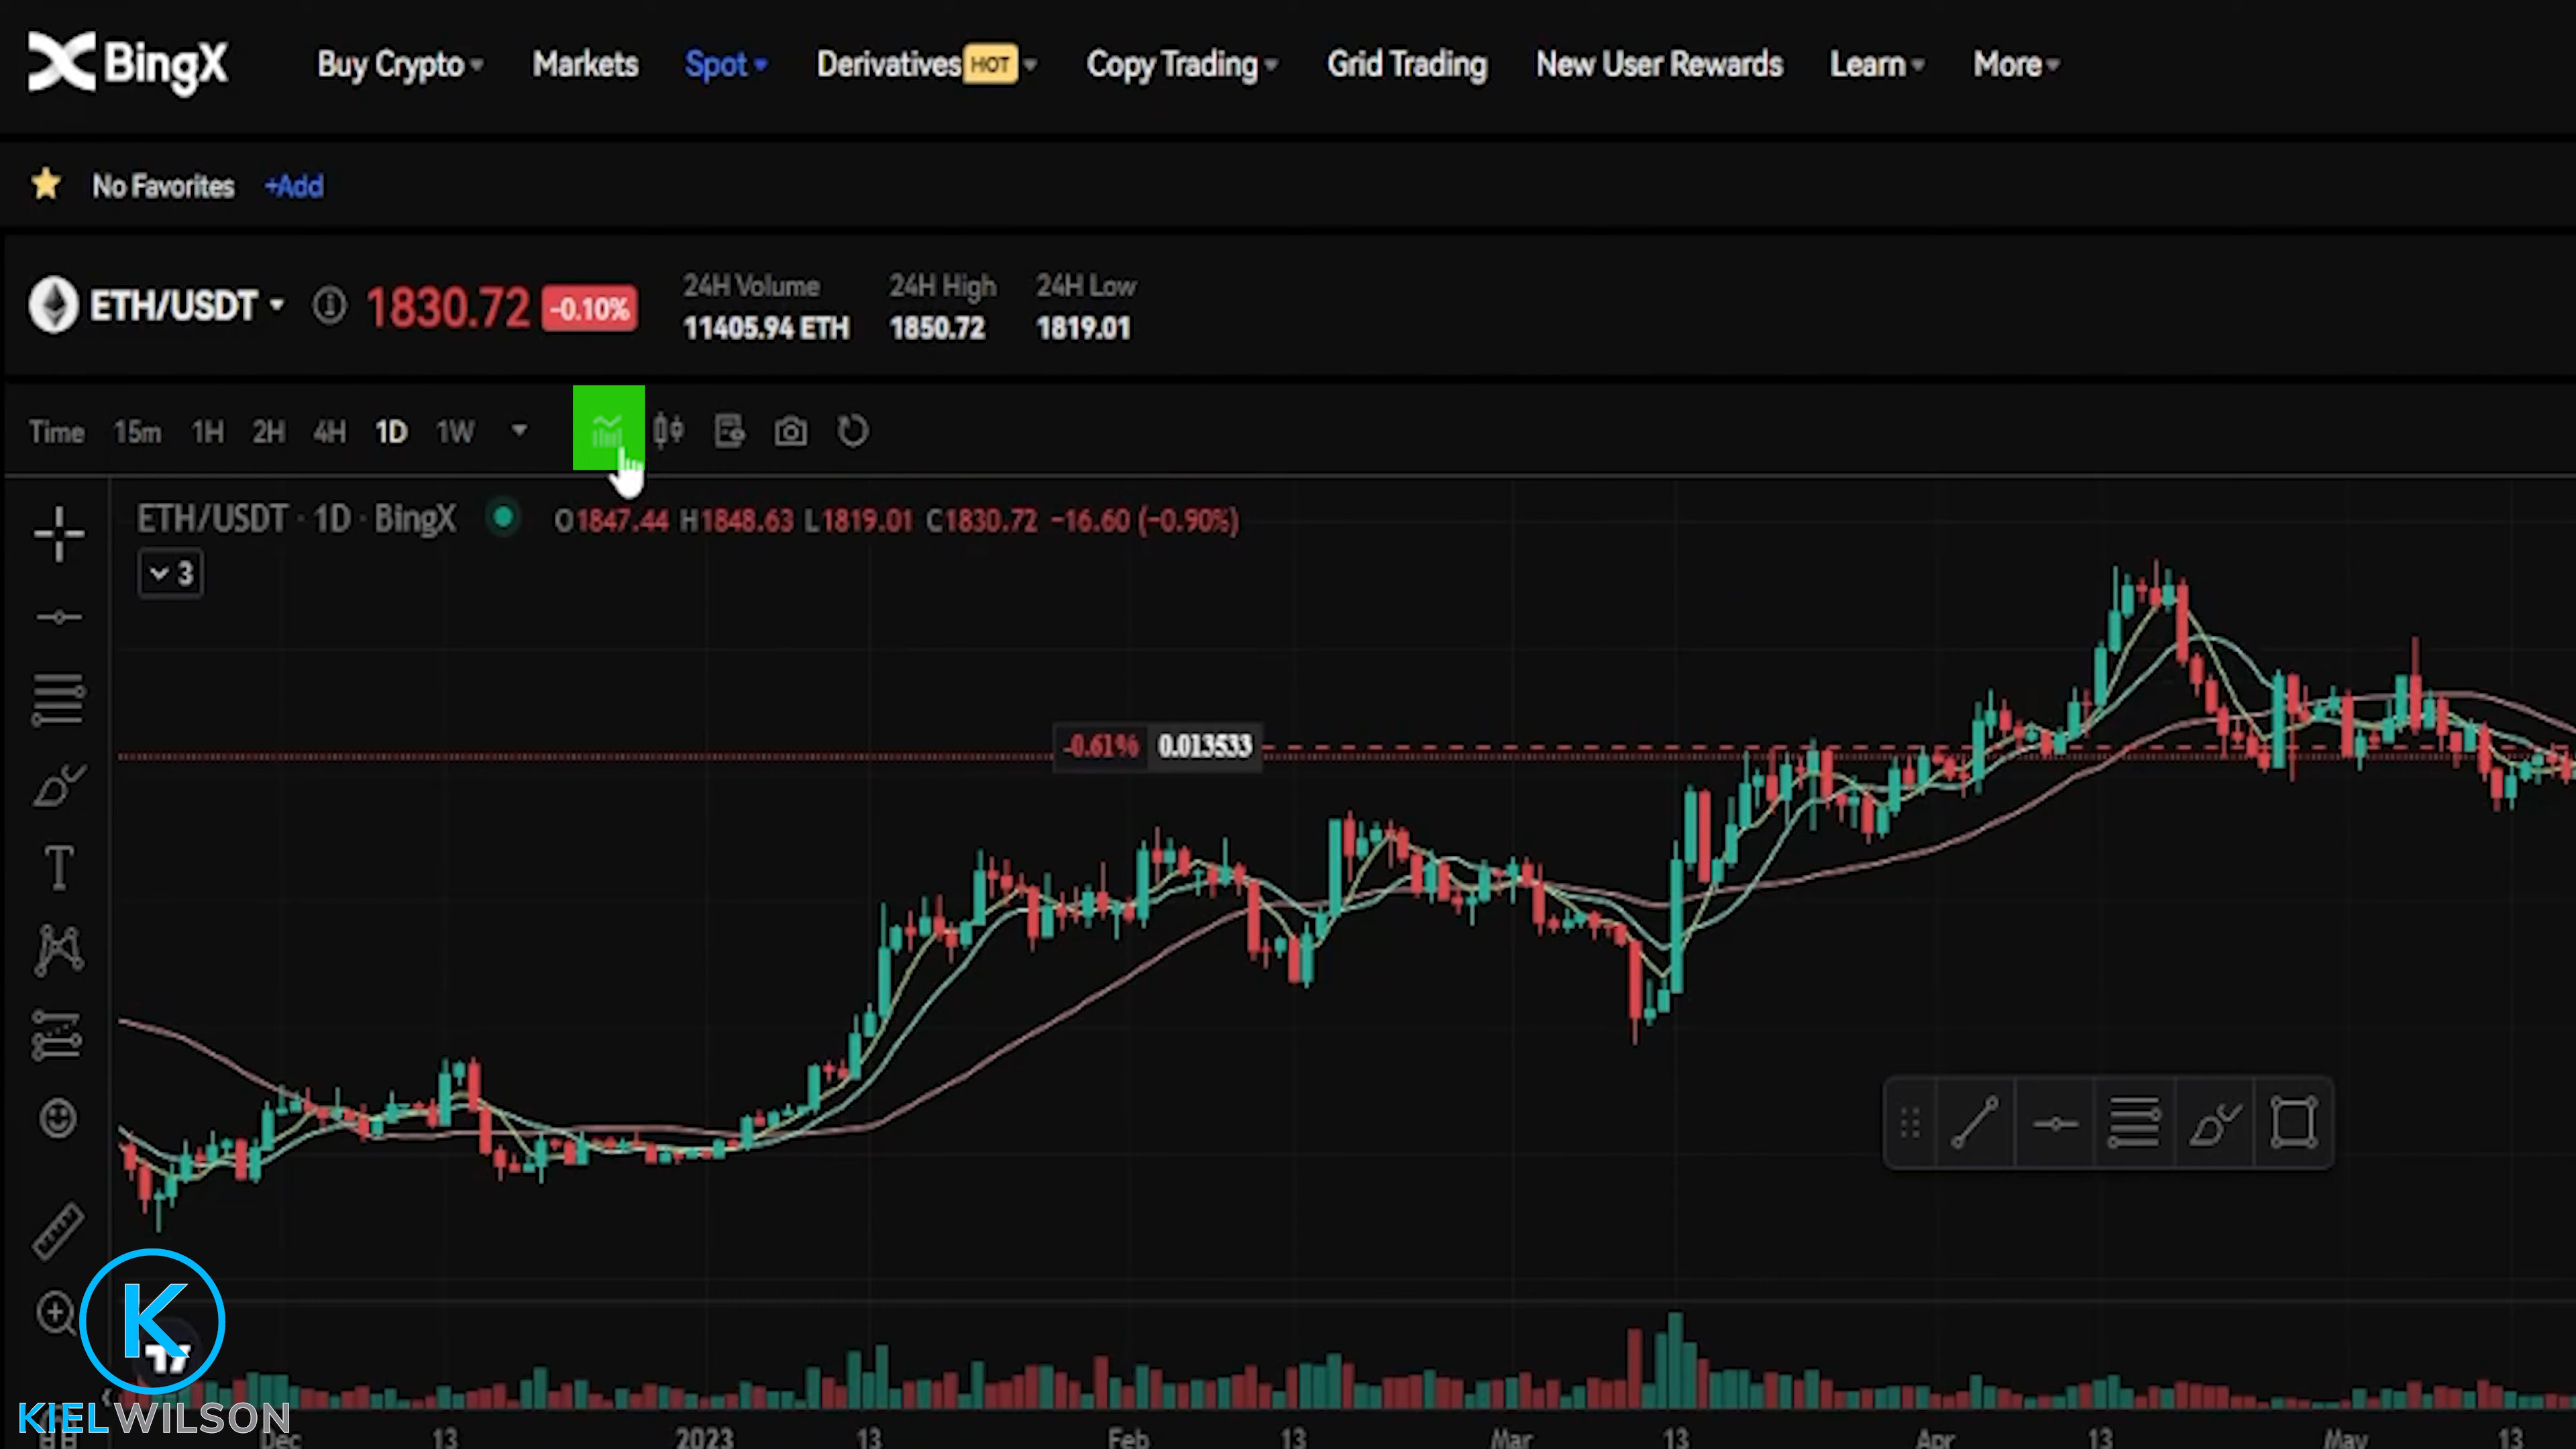 BingX Buy Crypto Markets Spot Derivatives HOT Copy Trading Grid Trading New User Rewards Learn More
No Favorites +Add
ETH/USDT 1830.72 -0.10% 24H Volume 24H High 24H Low
11405.94 ETH 1850.72 1819.01
Time 15m 1H 2H 4H 1D 1W
ETH/USDT · 1D · BingX O1847.44 H1848.63 L1819.01 C1830.72 -16.60 (-0.90%)
3
-0.61% 0.013533
K
KIELWILSON
Dec 13 2023 13 Feb 13 Mar 13 Apr 13 May 13